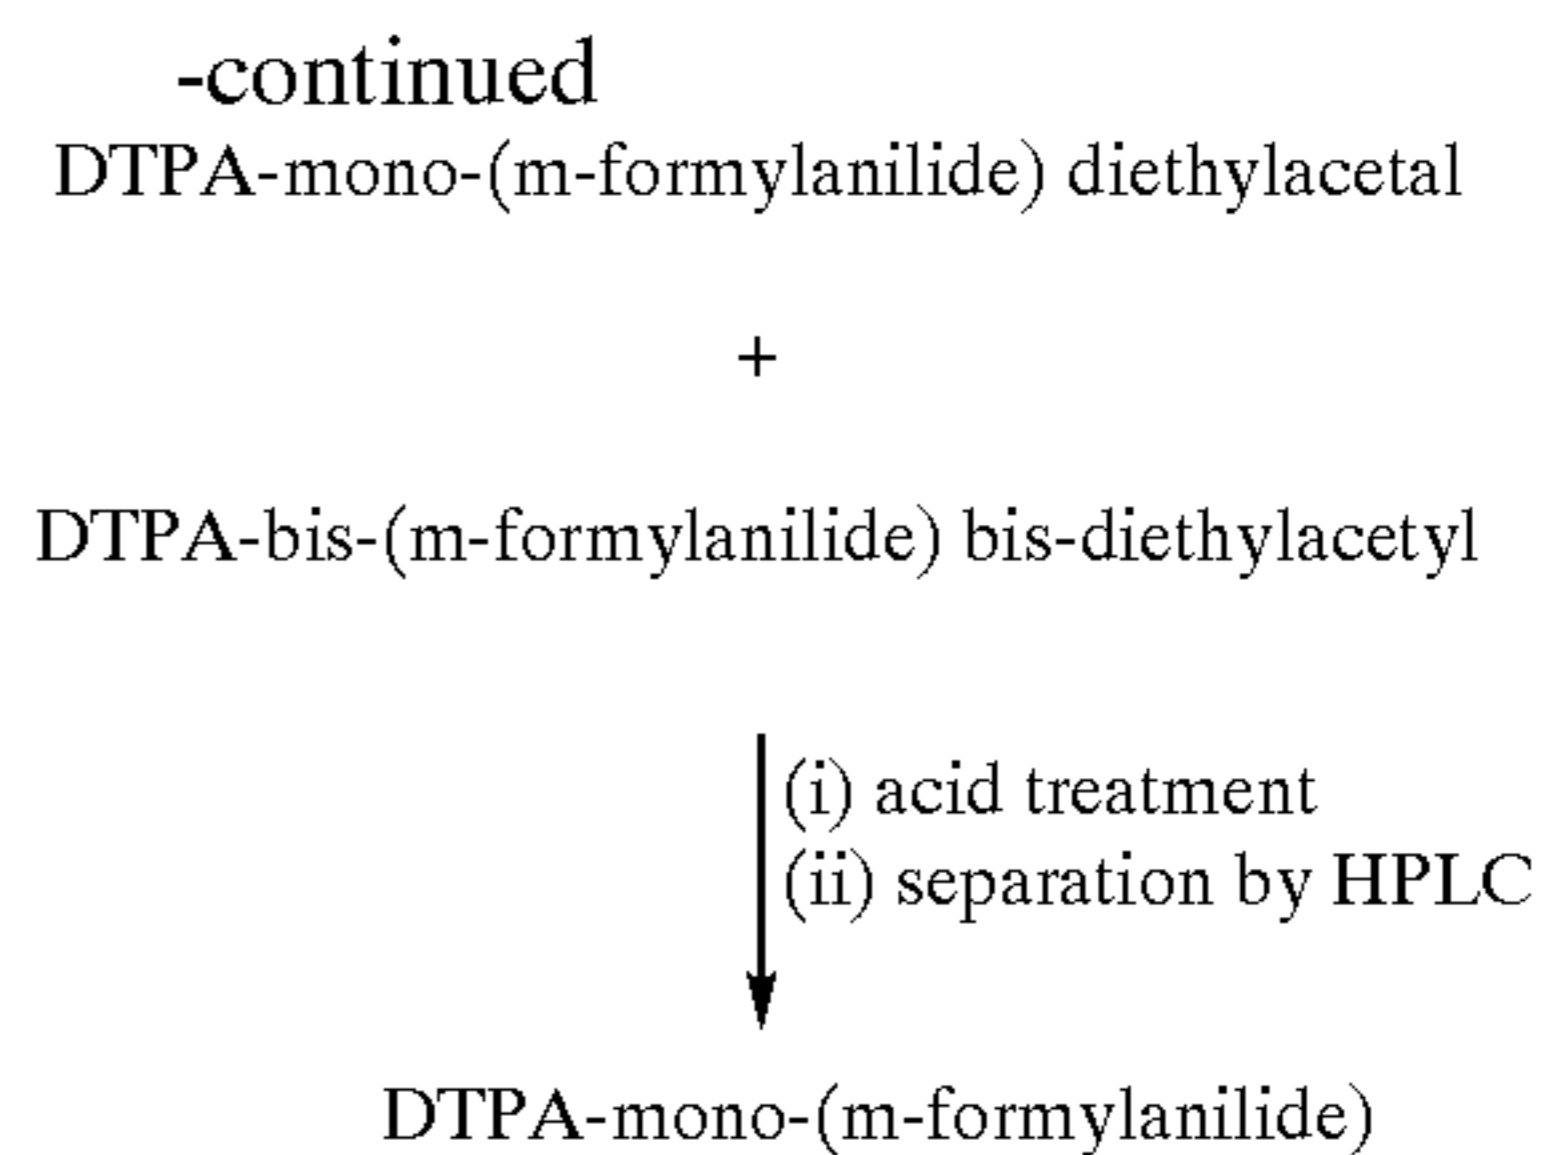 -continued
DTPA-mono-(m-formylanilide) diethylacetal
+
DTPA-bis-(m-formylanilide) bis-diethylacetyl
(i) acid treatment
(ii) separation by HPLC
DTPA-mono-(m-formylanilide)